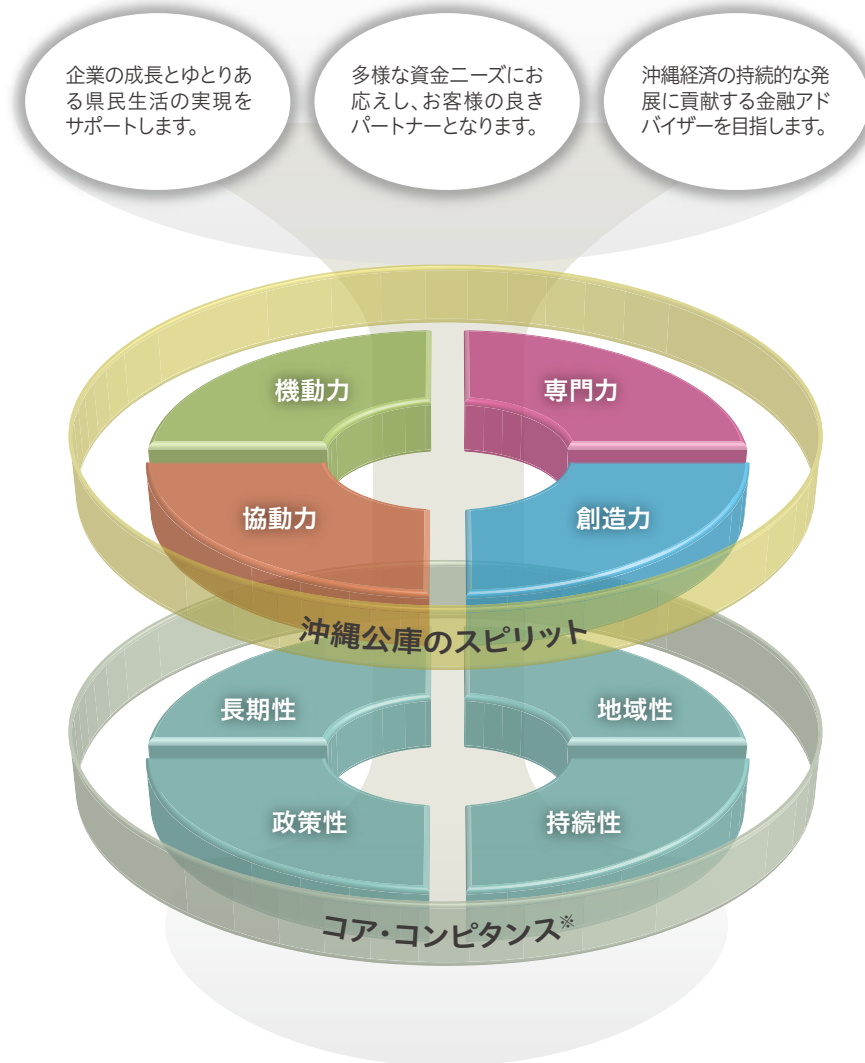 企業の成長とゆとりあ
る県民生活の実現を
サポートします。
多様な資金ニーズにお
応えし、お客様の良き
パートナーとなります。
沖縄経済の持続的な発
展に貢献する金融アド
バイザーを目指します。
機動力
専門力
協動力
創造力
沖縄公庫のスピリット
長期性
地域性
政策性
持続性
コア・コンピタンス※